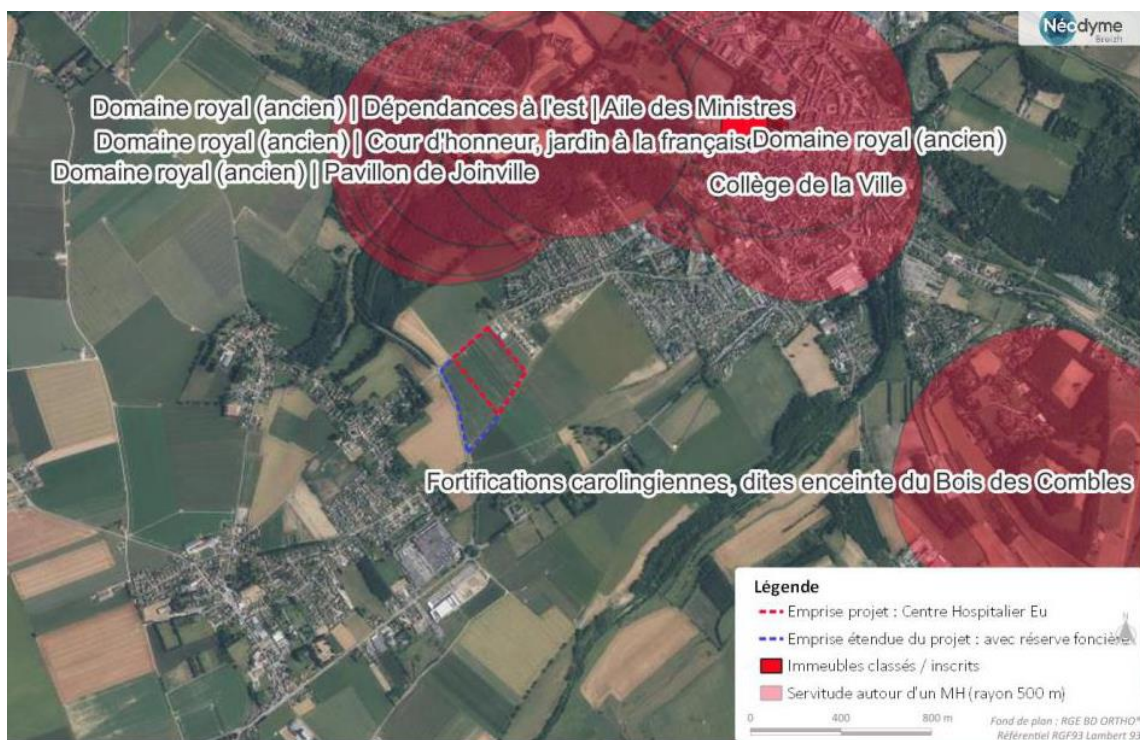 Néodyme
Breizh
Domaine royal (ancien) | Dépendances à l'est | Aile des Ministres
Domaine royal (ancien) | Cour d'honneur, jardin à la française
Domaine royal (ancien)
Domaine royal (ancien) | Pavillon de Joinville
Collège de la Ville
Fortifications carolingiennes, dites enceinte du Bois des Combles
Légende
Emprise projet : Centre Hospitalier Eu
Emprise étendue du projet : avec réserve foncière
Immeubles classés / inscrits
Servitude autour d'un MH (rayon 500 m)
N
0 400 800 m
Fond de plan : RGE BD ORTHO®
Référentiel RGF93 Lambert 93